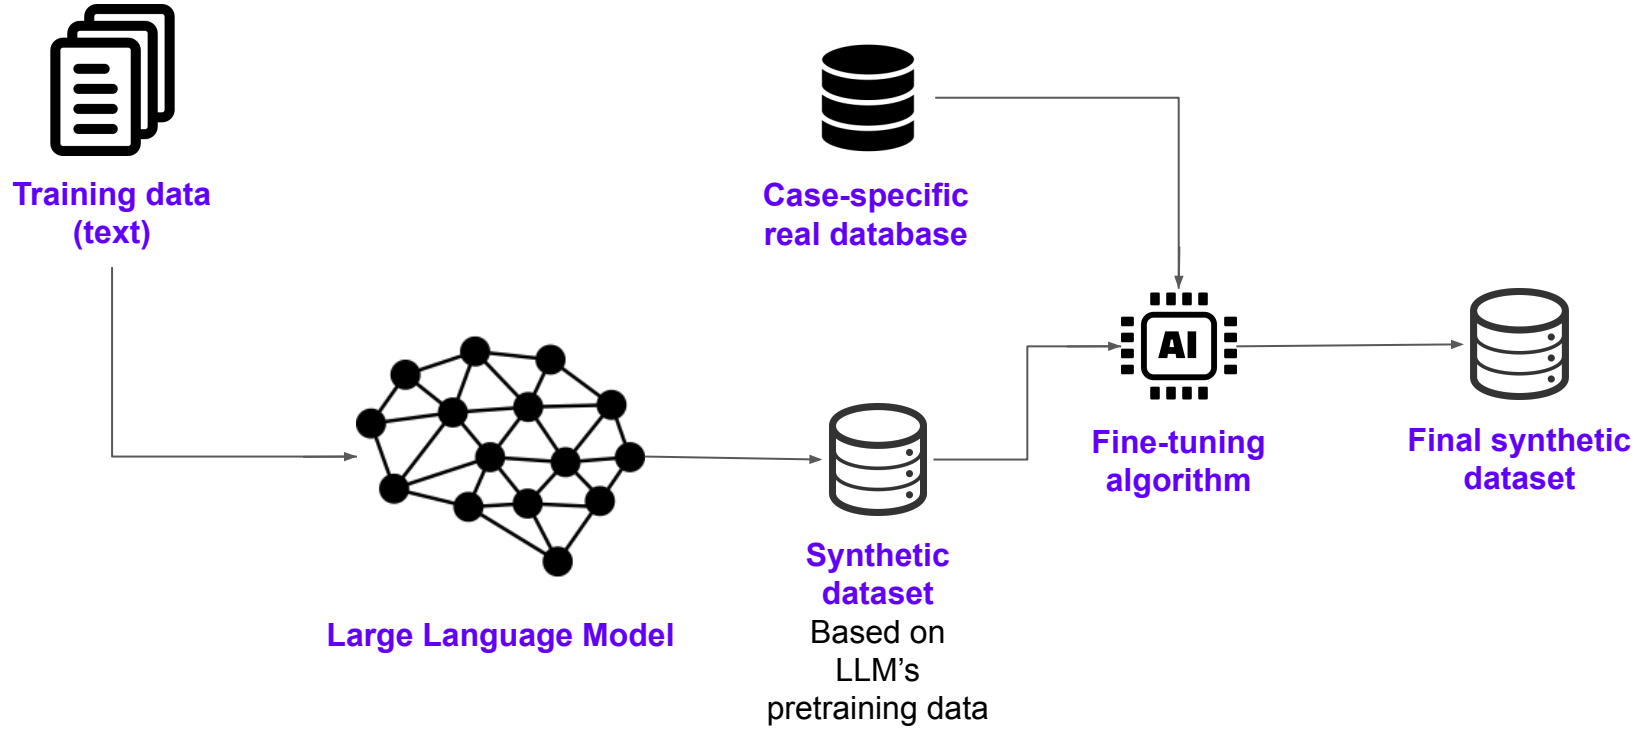 Training data
(text)
Case-specific
real database
AI
Fine-tuning
algorithm
Final synthetic
dataset
Large Language Model
Synthetic
dataset
Based on
LLM’s
pretraining data